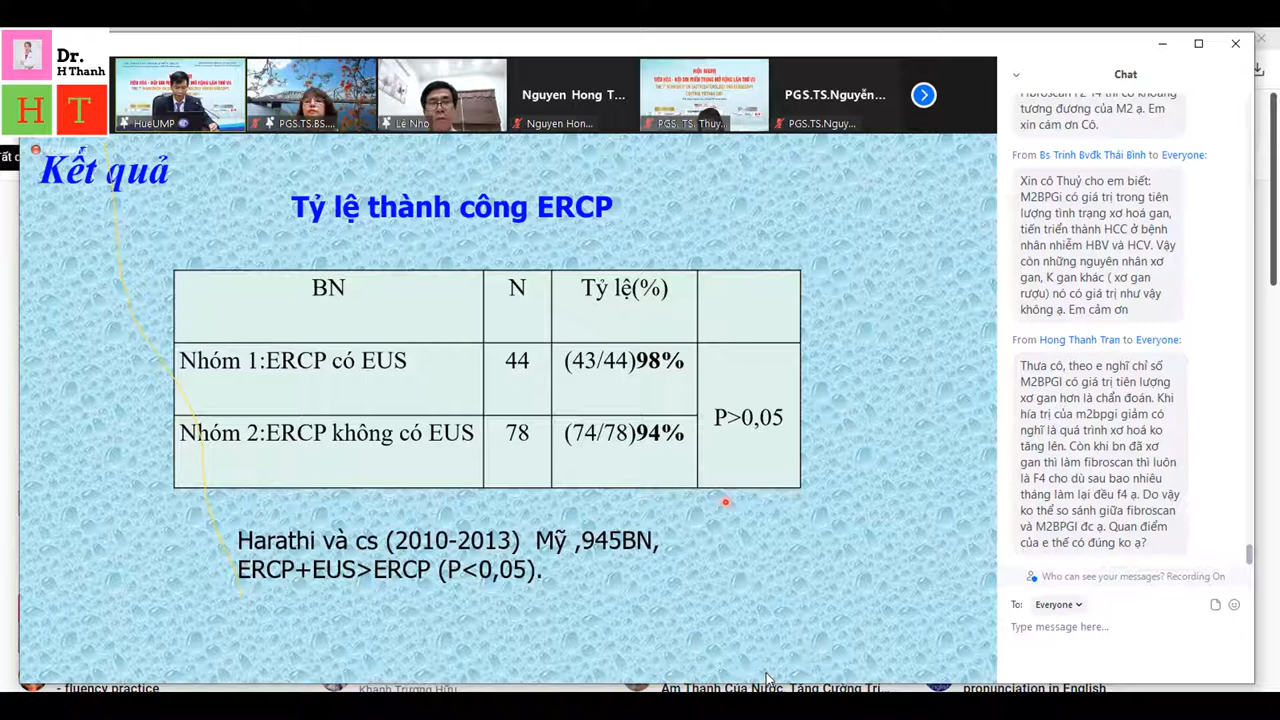 Dr.
H Thanh
H T
HỘI NGHỊ
HueUMP
PGS.TS.BS....
Lê Nho
Nguyen Hong T...
Nguyen Hon...
PGS. TS. Thuy...
PGS.TS.Nguyễn...
PGS.TS.Nguy...
Kết quả
Tỷ lệ thành công ERCP
BN N Tỷ lệ(%)
Nhóm 1:ERCP có EUS 44 (43/44)98%
P>0,05
Nhóm 2:ERCP không có EUS 78 (74/78)94%
Harathi và cs (2010-2013) Mỹ ,945BN,
ERCP+EUS>ERCP (P<0,05).
Chat
tương đương của M2 ạ. Em
xin cảm ơn Cô.
From Bs Trinh Bvđk Thái Bình to Everyone:
Xin cô Thuỷ cho em biết:
M2BPGi có giá trị trong tiên
lượng tình trạng xơ hoá gan,
tiến triển thành HCC ở bệnh
nhân nhiễm HBV và HCV. Vậy
còn những nguyên nhân xơ
gan, K gan khác ( xơ gan
rượu) nó có giá trị như vậy
không ạ. Em cảm ơn
From Hong Thanh Tran to Everyone:
Thưa cô, theo e nghĩ chỉ số
M2BPGI có giá trị tiên lượng
xơ gan hơn là chẩn đoán. Khi
hía trị của m2bpgi giảm có
nghĩ là quá trình xơ hoá ko
tăng lên. Còn khi bn đã xơ
gan thì làm fibroscan thì luôn
là F4 cho dù sau bao nhiêu
tháng làm lại đều f4 ạ. Do vậy
ko thể so sánh giữa fibroscan
và M2BPGI đc ạ. Quan điểm
của e thế có đúng ko ạ?
Who can see your messages? Recording On
To: Everyone
Type message here...
- fluency practice
Khanh Trương Hữu
Âm Thanh Của Nước, Tăng Cường Trí...
pronunciation in English